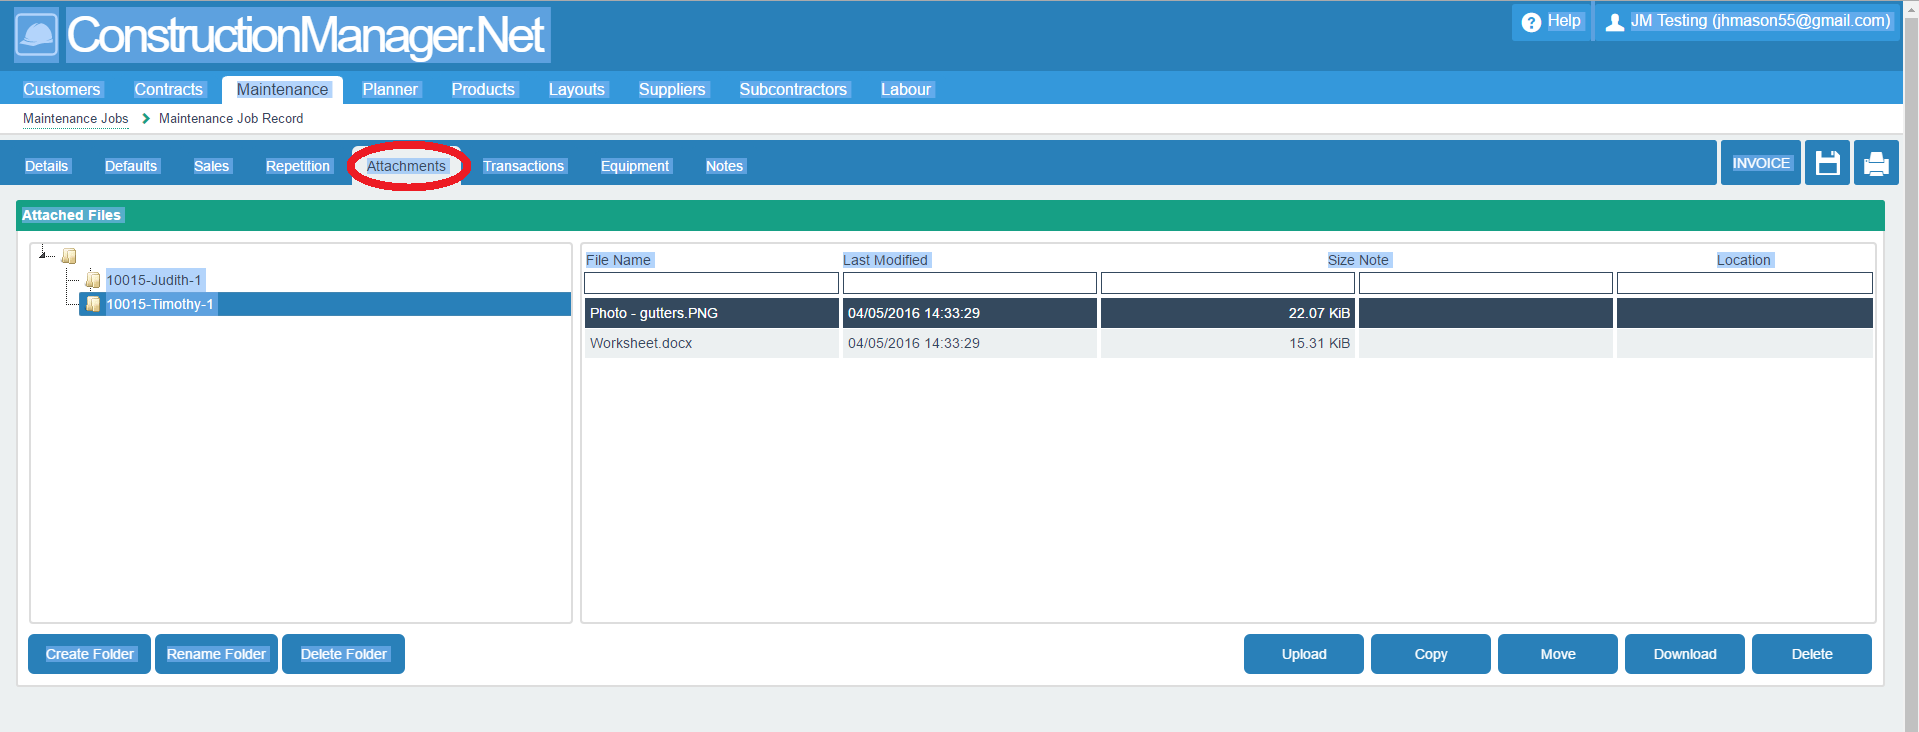 ConstructionManager.Net
Help JM Testing (jhmason55@gmail.com)
Customers Contracts Maintenance Planner Products Layouts Suppliers Subcontractors Labour
Maintenance Jobs Maintenance Job Record
Details Defaults Sales Repetition Attachments Transactions Equipment Notes INVOICE
Attached Files
10015-Judith-1
10015-Timothy-1
File Name Last Modified Size Note Location
Photo - gutters.PNG 04/05/2016 14:33:29 22.07 KiB
Worksheet.docx 04/05/2016 14:33:29 15.31 KiB
Create Folder Rename Folder Delete Folder Upload Copy Move Download Delete